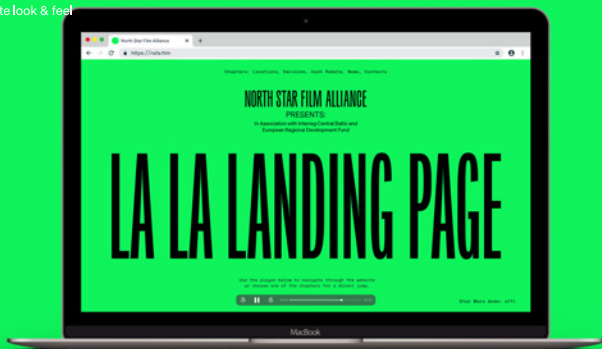 te look & feel
North Star Film Alliance
https://nsfa.film
Chapters: Locations, Services, Cash Rebate, News, Contacts
NORTH STAR FILM ALLIANCE
PRESENTS:
In Association with Interreg Central Baltic and
European Regional Development Fund
LA LA LANDING PAGE
Use the player below to navigate through the website
or choose one of the chapters for a direct jump.
Star Wars mode: off!
MacBook